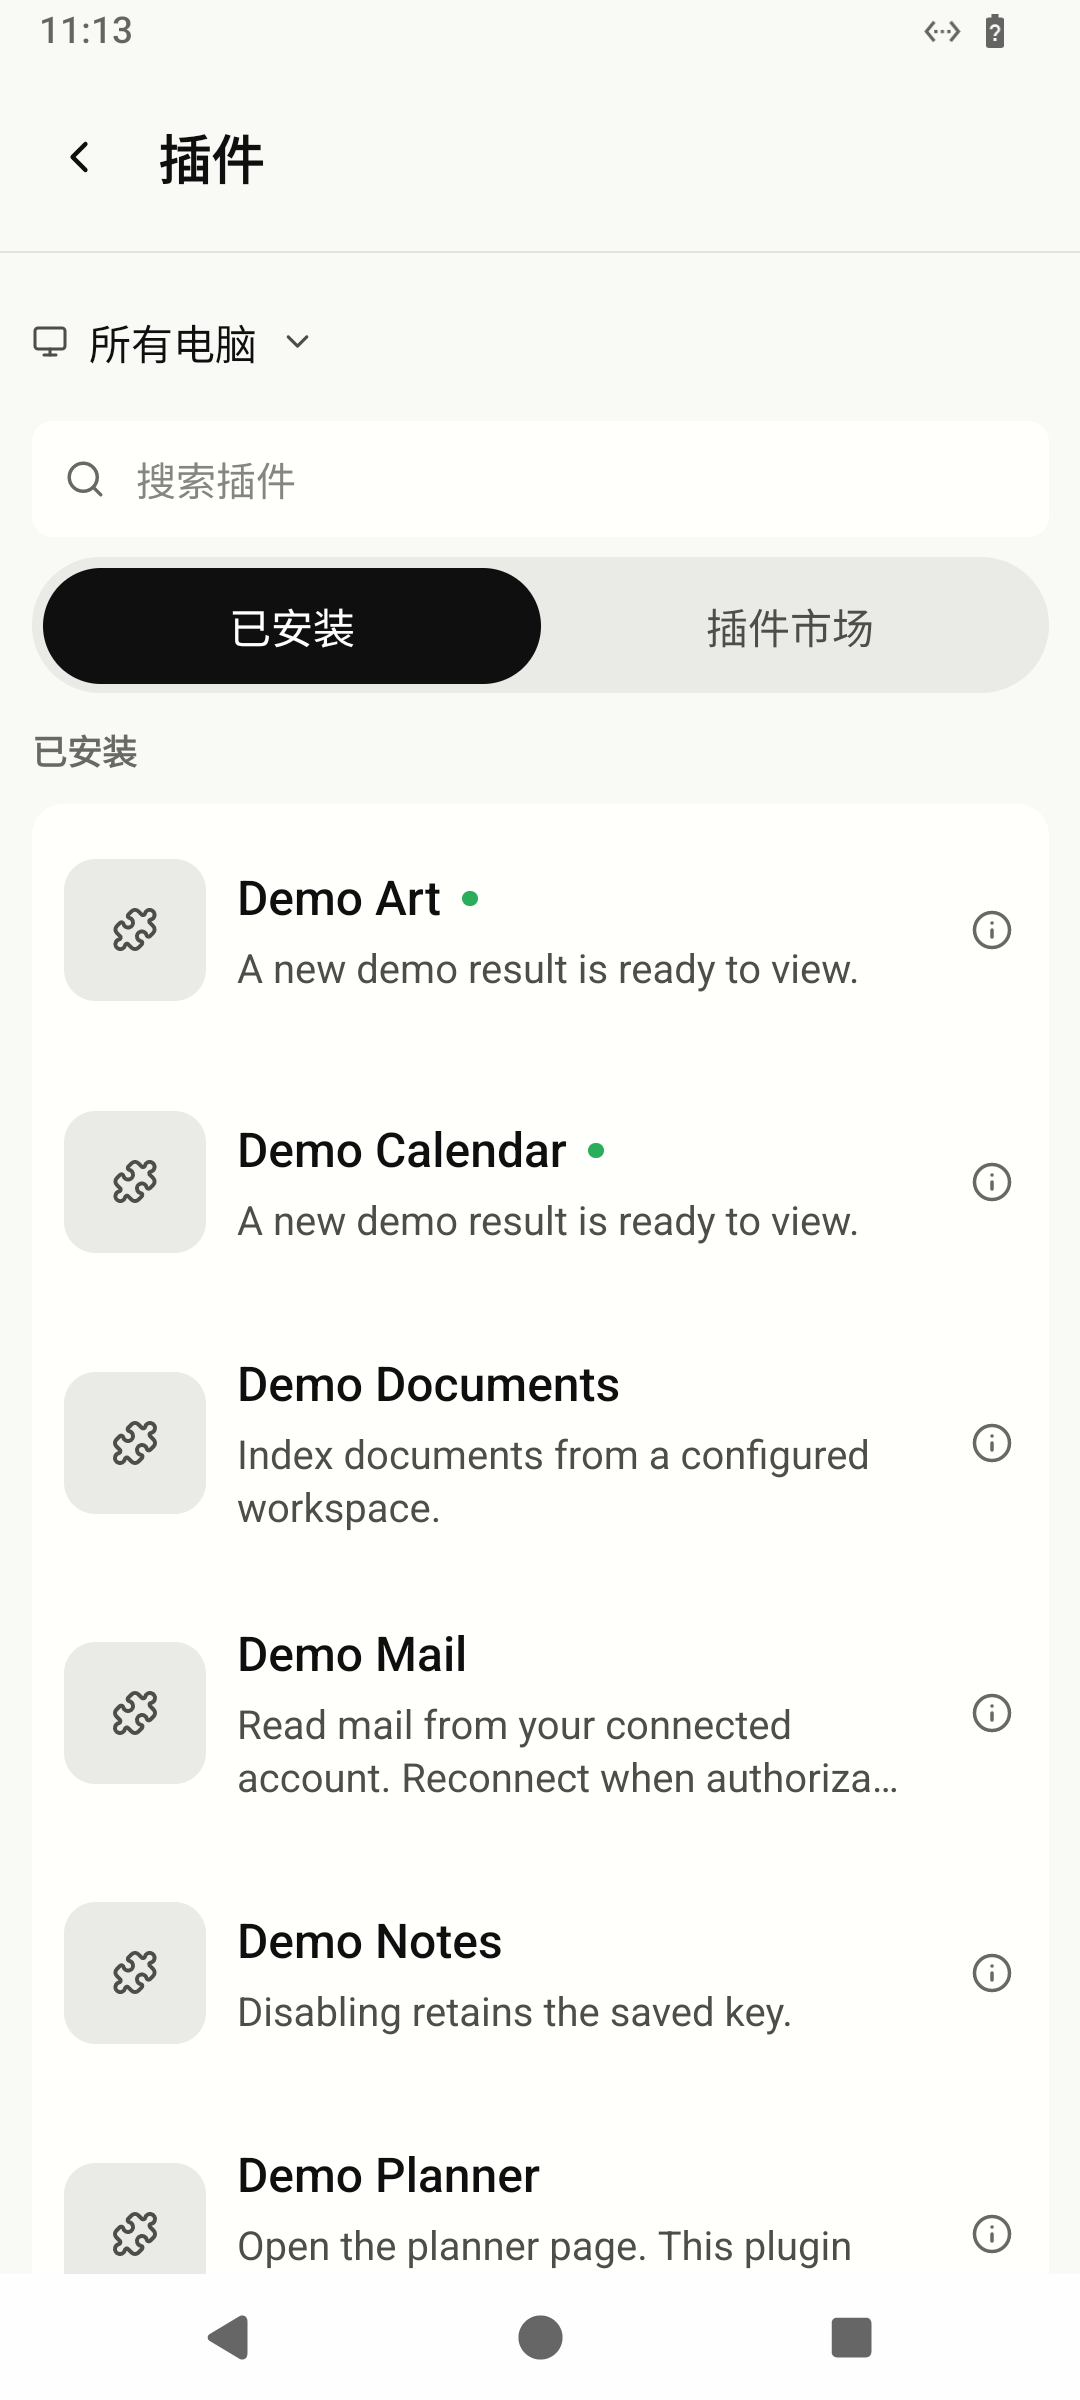 11:13
插件
所有电脑
搜索插件
已安装
插件市场
已安装
Demo Art
A new demo result is ready to view.
Demo Calendar
A new demo result is ready to view.
Demo Documents
Index documents from a configured
workspace.
Demo Mail
Read mail from your connected
account. Reconnect when authoriza…
Demo Notes
Disabling retains the saved key.
Demo Planner
Open the planner page. This plugin